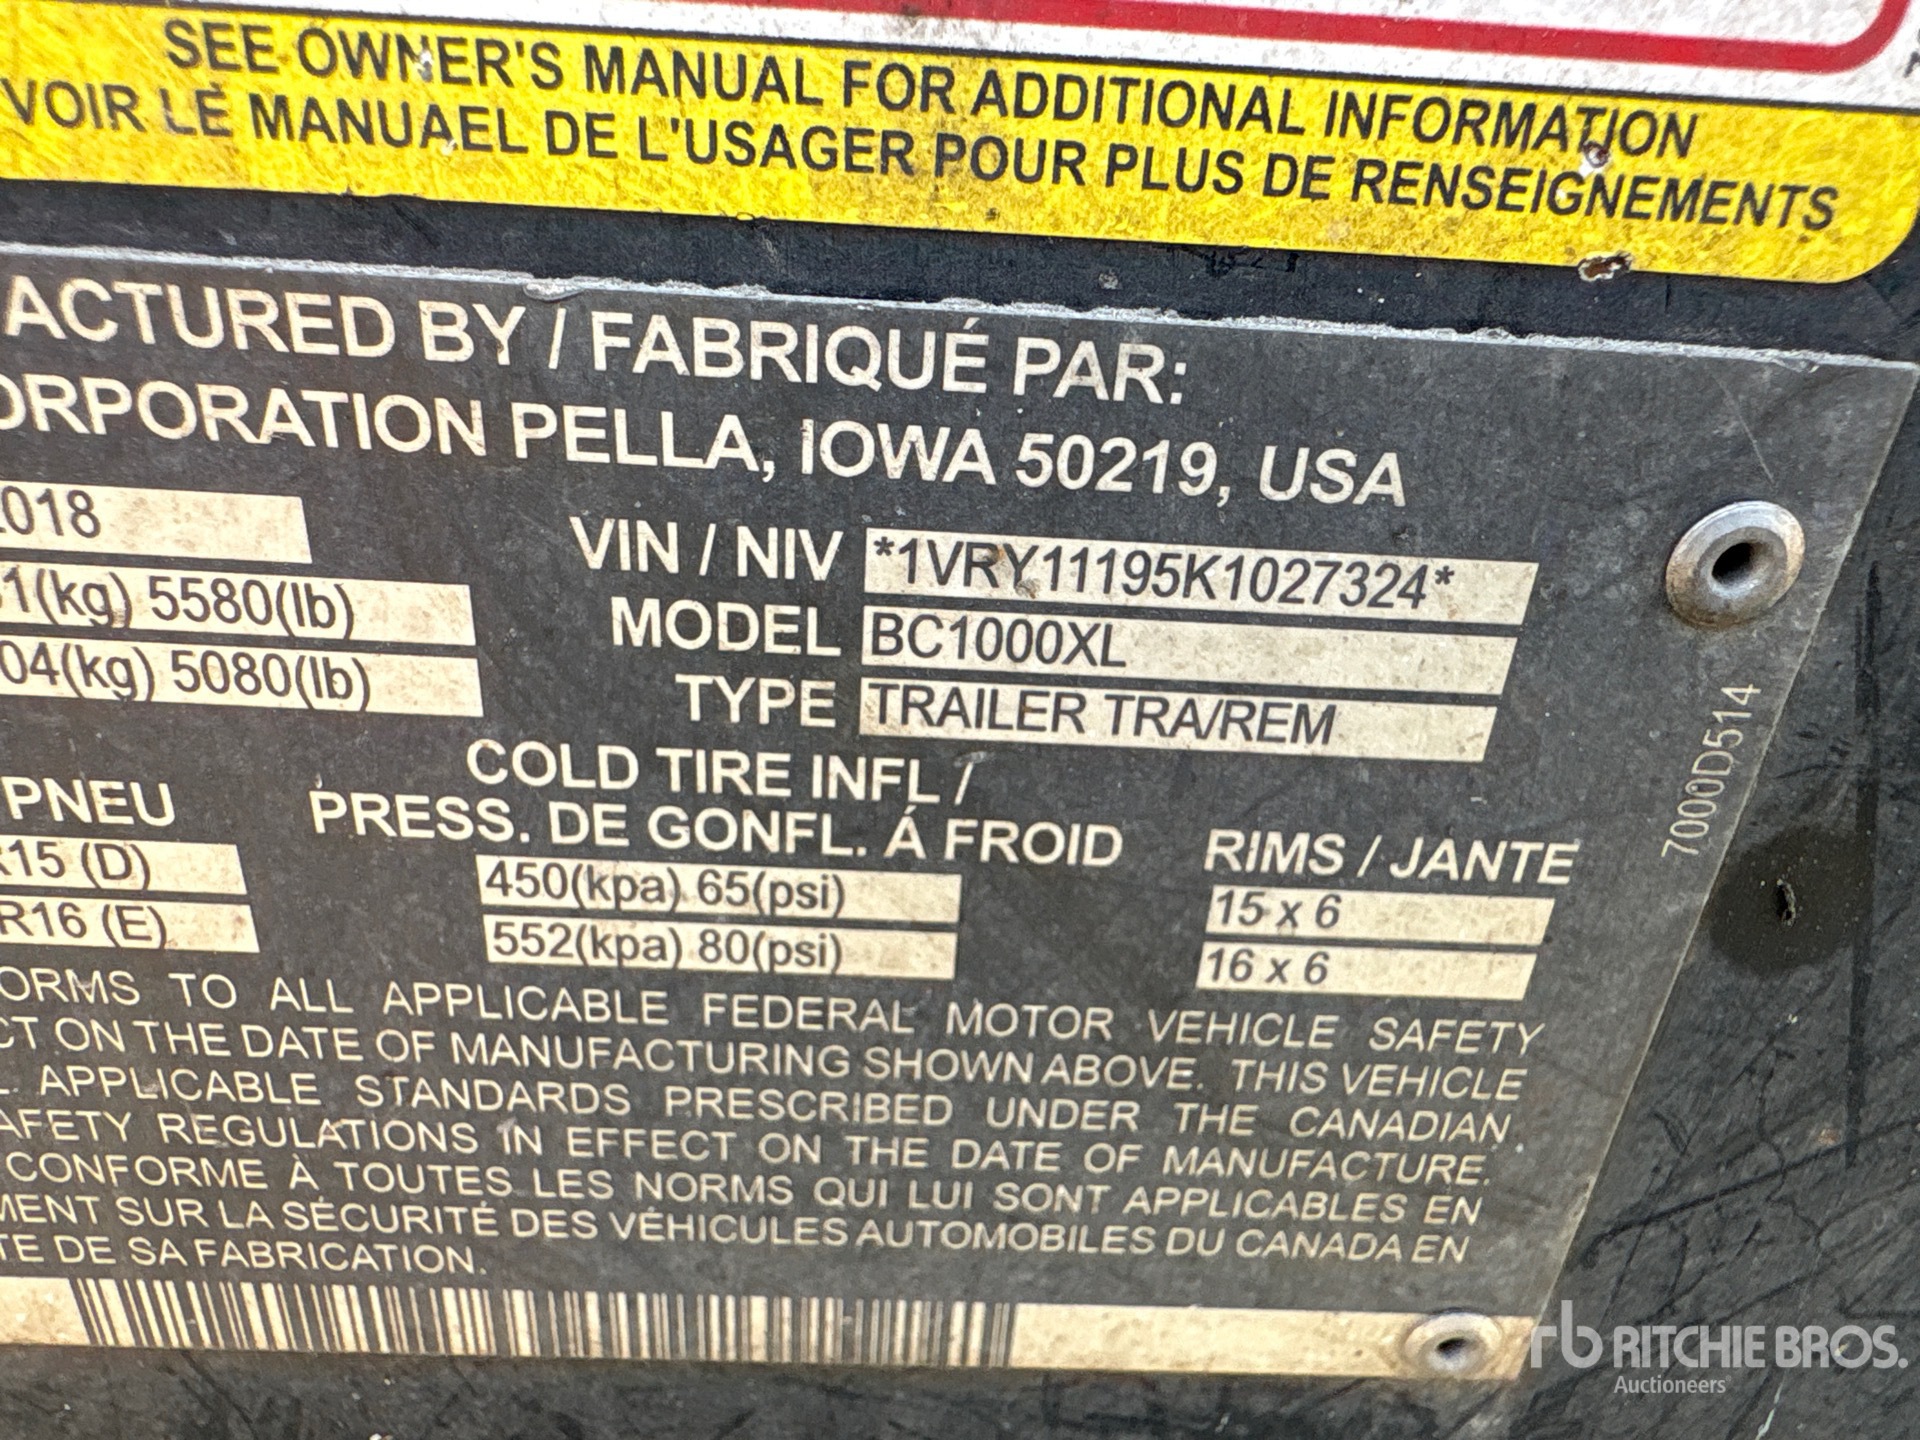 SEE OWNER'S MANUAL FOR ADDITIONAL INFORMATION
VOIR LE MANUAEL DE L'USAGER POUR PLUS DE RENSEIGNEMENTS
ACTURED BY / FABRIQUÉ PAR:
ORPORATION PELLA, IOWA 50219, USA
018
VIN / NIV *1VRY11195K1027324*
1(kg) 5580(lb)
MODEL BC1000XL
04(kg) 5080(lb)
TYPE TRAILER TRA/REM
7000D514
PNEU
COLD TIRE INFL /
PRESS. DE GONFL. Á FROID
RIMS / JANTE
R15 (D) 450(kpa) 65(psi) 15 x 6
R16 (E) 552(kpa) 80(psi) 16 x 6
ORMS TO ALL APPLICABLE FEDERAL MOTOR VEHICLE SAFETY
CT ON THE DATE OF MANUFACTURING SHOWN ABOVE. THIS VEHICLE
APPLICABLE STANDARDS PRESCRIBED UNDER THE CANADIAN
AFETY REGULATIONS IN EFFECT ON THE DATE OF MANUFACTURE.
CONFORME À TOUTES LES NORMS QUI LUI SONT APPLICABLES EN
MENT SUR LA SÉCURITÉ DES VÉHICULES AUTOMOBILES DU CANADA EN
TE DE SA FABRICATION.
rb RITCHIE BROS.
Auctioneers